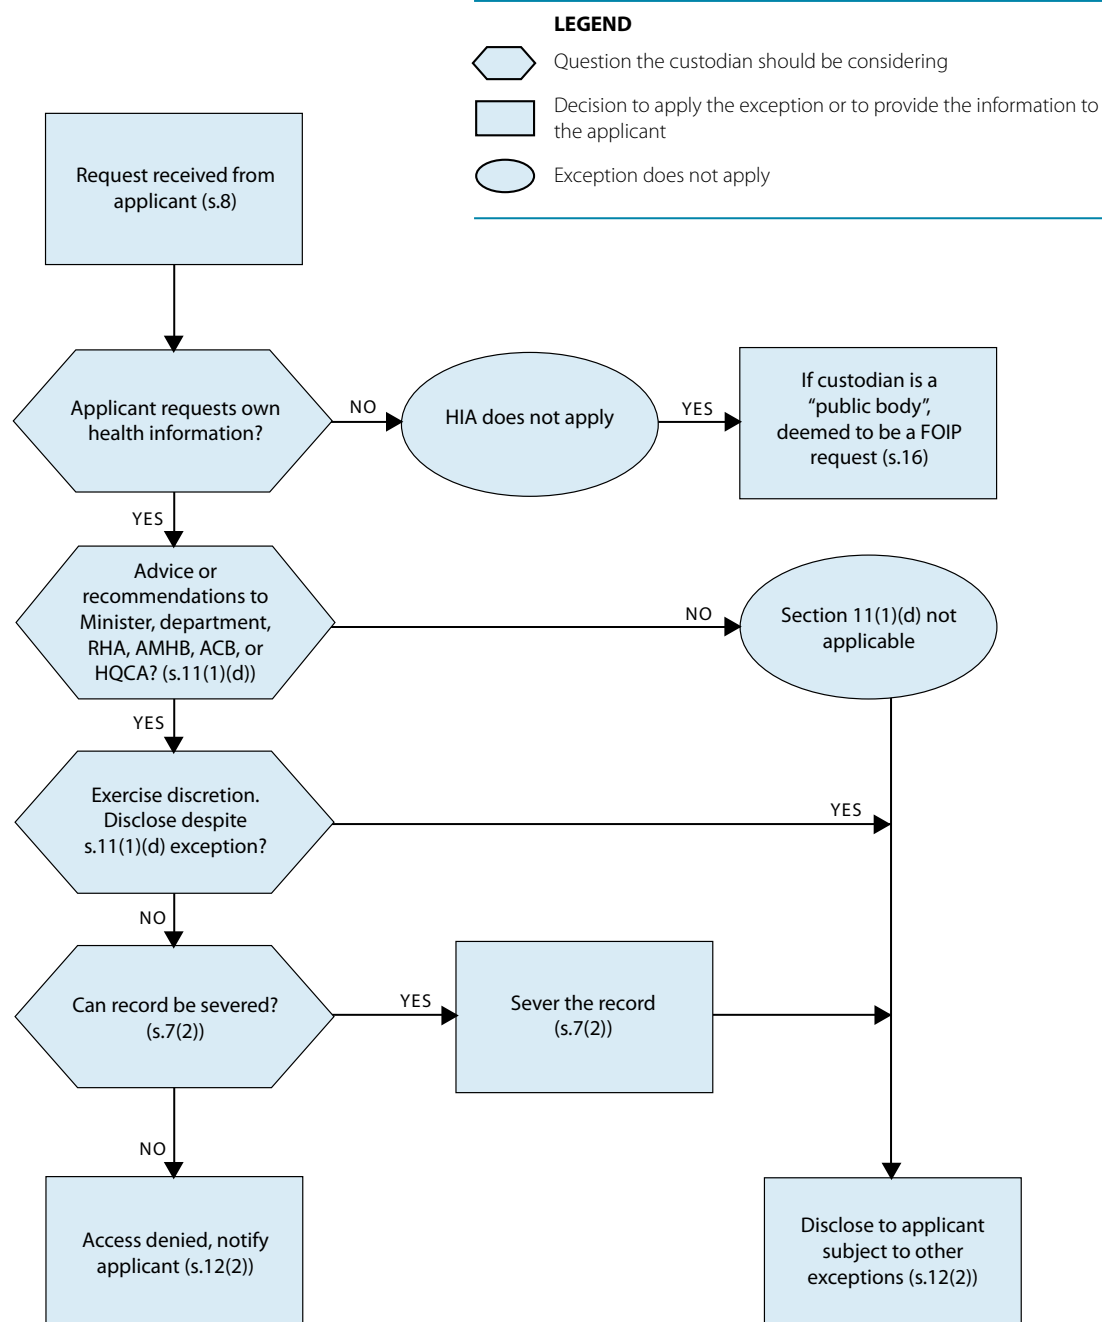 LEGEND
Question the custodian should be considering
Decision to apply the exception or to provide the information to
the applicant
Exception does not apply
Request received from
applicant (s.8)
Applicant requests own
health information?
NO
HIA does not apply
YES
If custodian is a
“public body”,
deemed to be a FOIP
request (s.16)
YES
Advice or
recommendations to
Minister, department,
RHA, AMHB, ACB, or
HQCA? (s.11(1)(d))
NO
Section 11(1)(d) not
applicable
YES
Exercise discretion.
Disclose despite
s.11(1)(d) exception?
YES
NO
Can record be severed?
(s.7(2))
YES
Sever the record
(s.7(2))
NO
Access denied, notify
applicant (s.12(2))
Disclose to applicant
subject to other
exceptions (s.12(2))